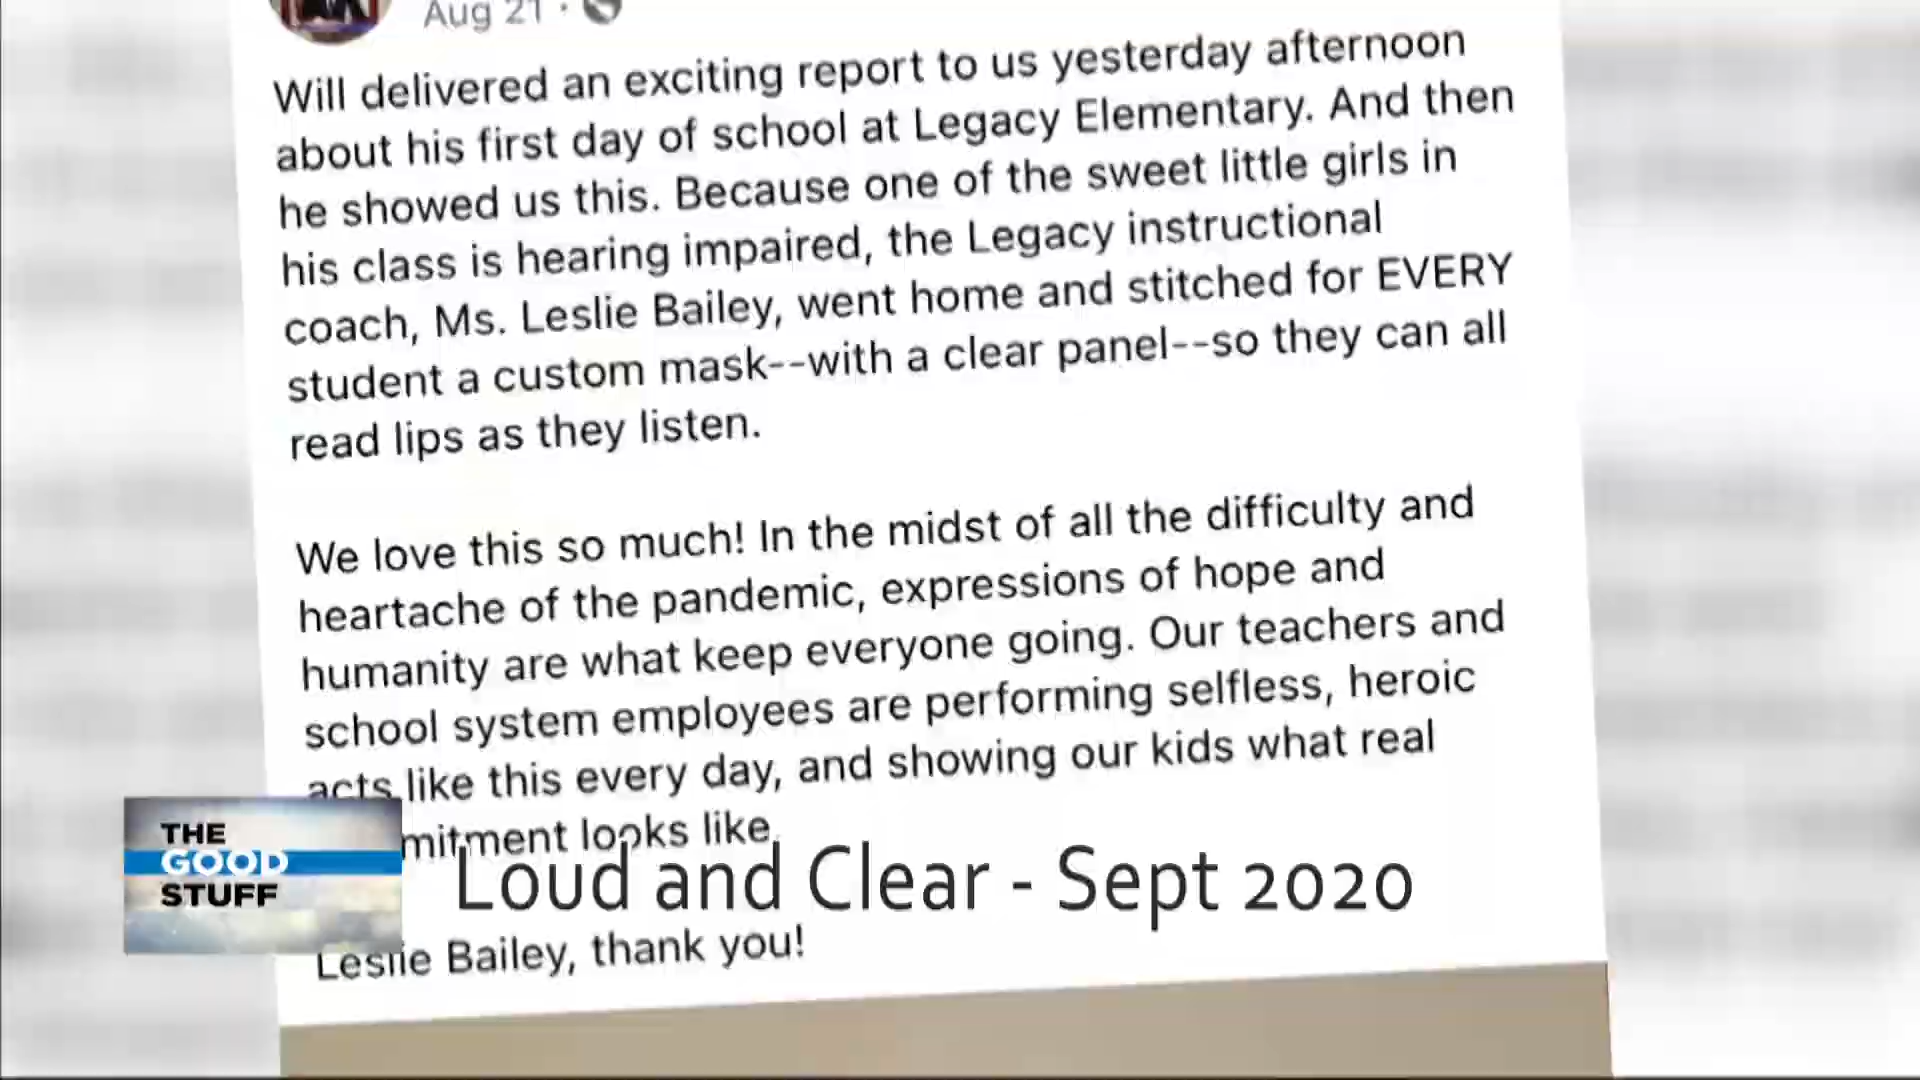 Aug 21 ·
Will delivered an exciting report to us yesterday afternoon
about his first day of school at Legacy Elementary. And then
he showed us this. Because one of the sweet little girls in
his class is hearing impaired, the Legacy instructional
coach, Ms. Leslie Bailey, went home and stitched for EVERY
student a custom mask--with a clear panel--so they can all
read lips as they listen.
We love this so much! In the midst of all the difficulty and
heartache of the pandemic, expressions of hope and
humanity are what keep everyone going. Our teachers and
school system employees are performing selfless, heroic
acts like this every day, and showing our kids what real
mitment looks like.
Leslie Bailey, thank you!
THE
GOOD
STUFF
Loud and Clear - Sept 2020